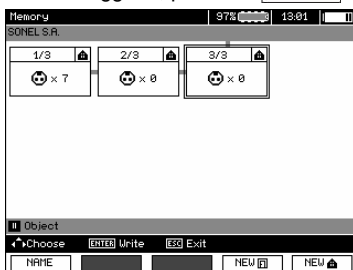 Memory 97% 13:01
SONEL S.A.
1/3 2/3 3/3
× 7 × 0 × 0
Object
Choose ENTER Write ESC Exit
NAME NEW NEW